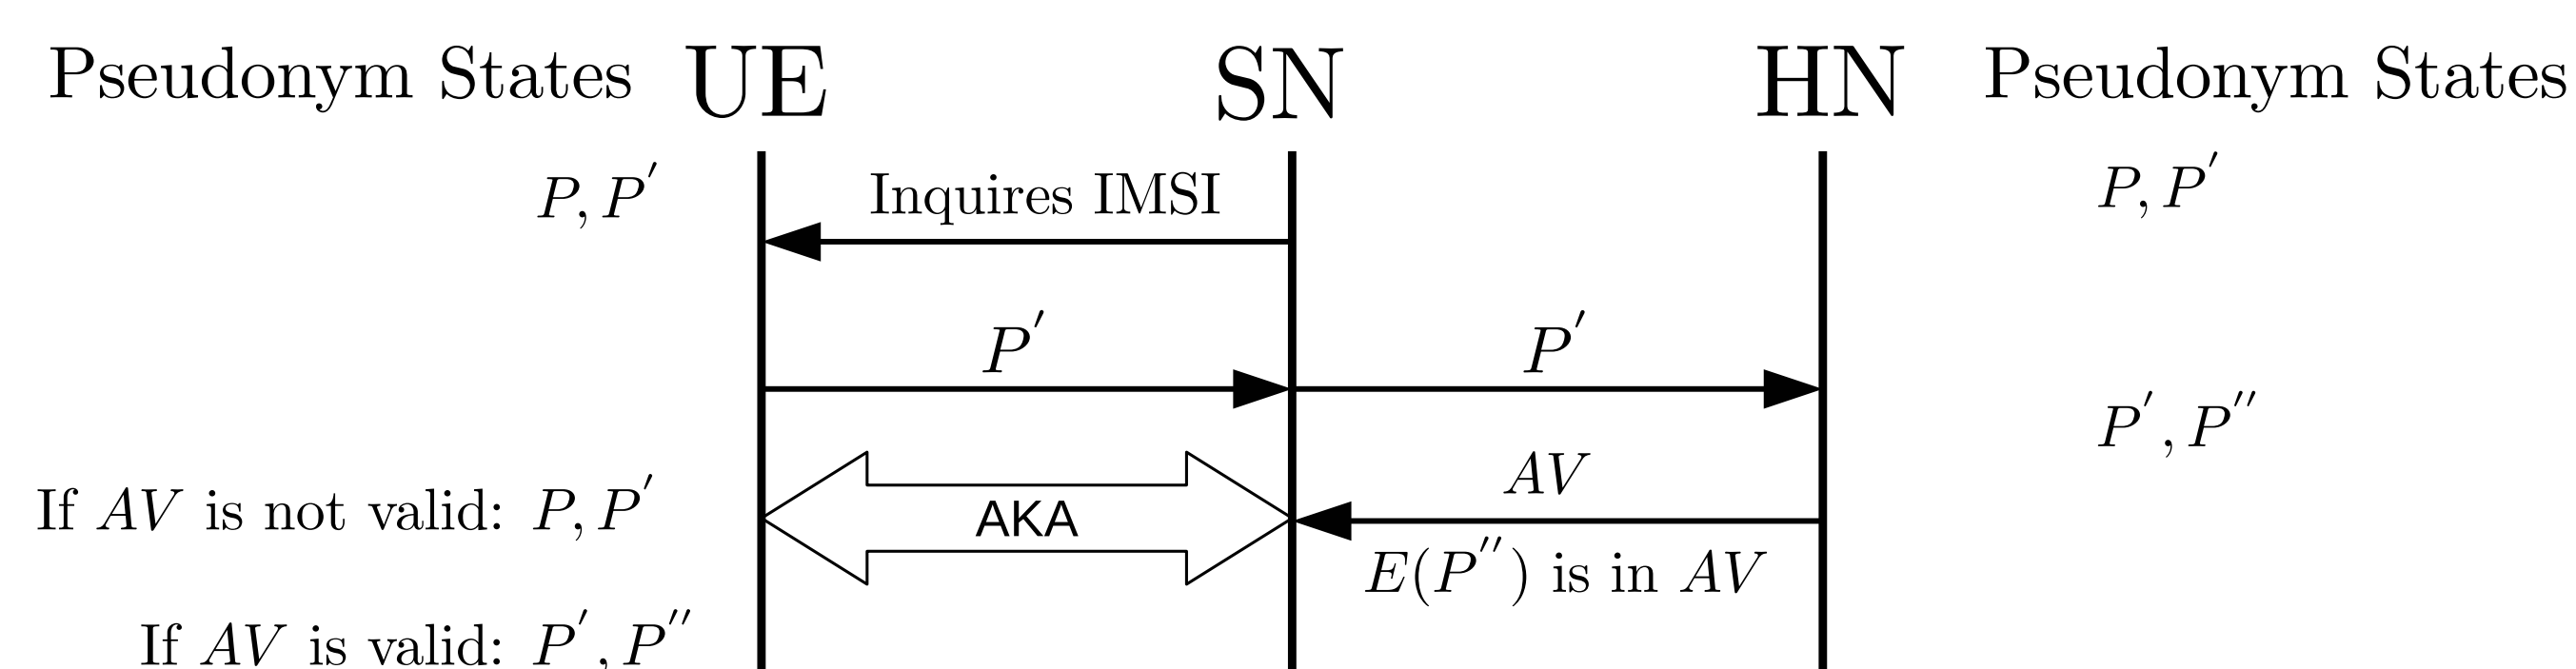 Pseudonym States UE SN HN Pseudonym States
P, P′ Inquires IMSI P, P′
P′ P′
P′, P″
If AV is not valid: P, P′ AKA AV
E(P″) is in AV
If AV is valid: P′, P″